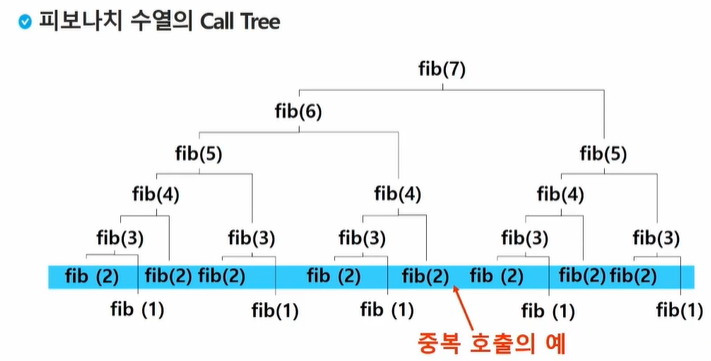 피보나치 수열의 Call Tree
fib(7)
fib(6)
fib(5) fib(5)
fib(4) fib(4) fib(4)
fib(3) fib(3) fib(3) fib(3) fib(3)
fib (2) fib(2) fib(2) fib (2) fib(2) fib (2) fib(2) fib(2)
fib (1) fib(1) fib (1) fib (1) fib(1)
중복 호출의 예